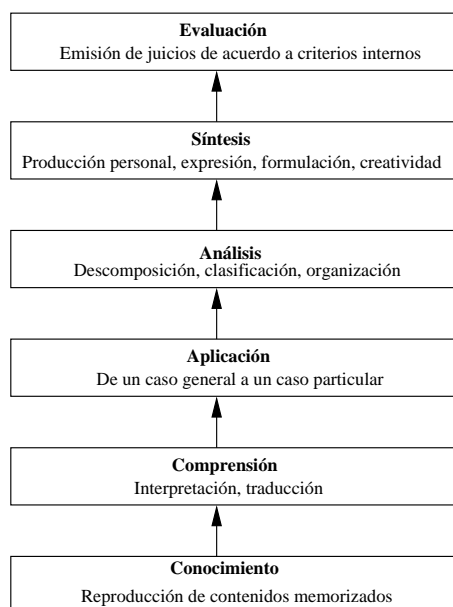 Evaluación
Emisión de juicios de acuerdo a criterios internos
Síntesis
Producción personal, expresión, formulación, creatividad
Análisis
Descomposición, clasificación, organización
Aplicación
De un caso general a un caso particular
Comprensión
Interpretación, traducción
Conocimiento
Reproducción de contenidos memorizados